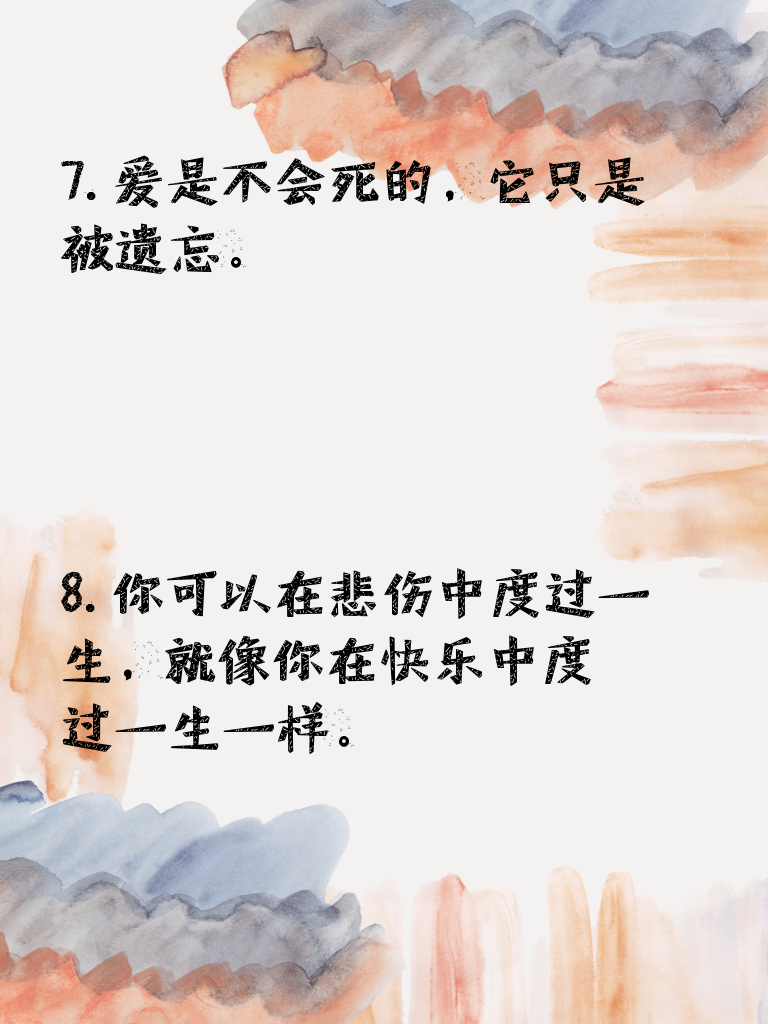 7.爱是不会死的，它只是
被遗忘。
8.你可以在悲伤中度过一
生，就像你在快乐中度
过一生一样。